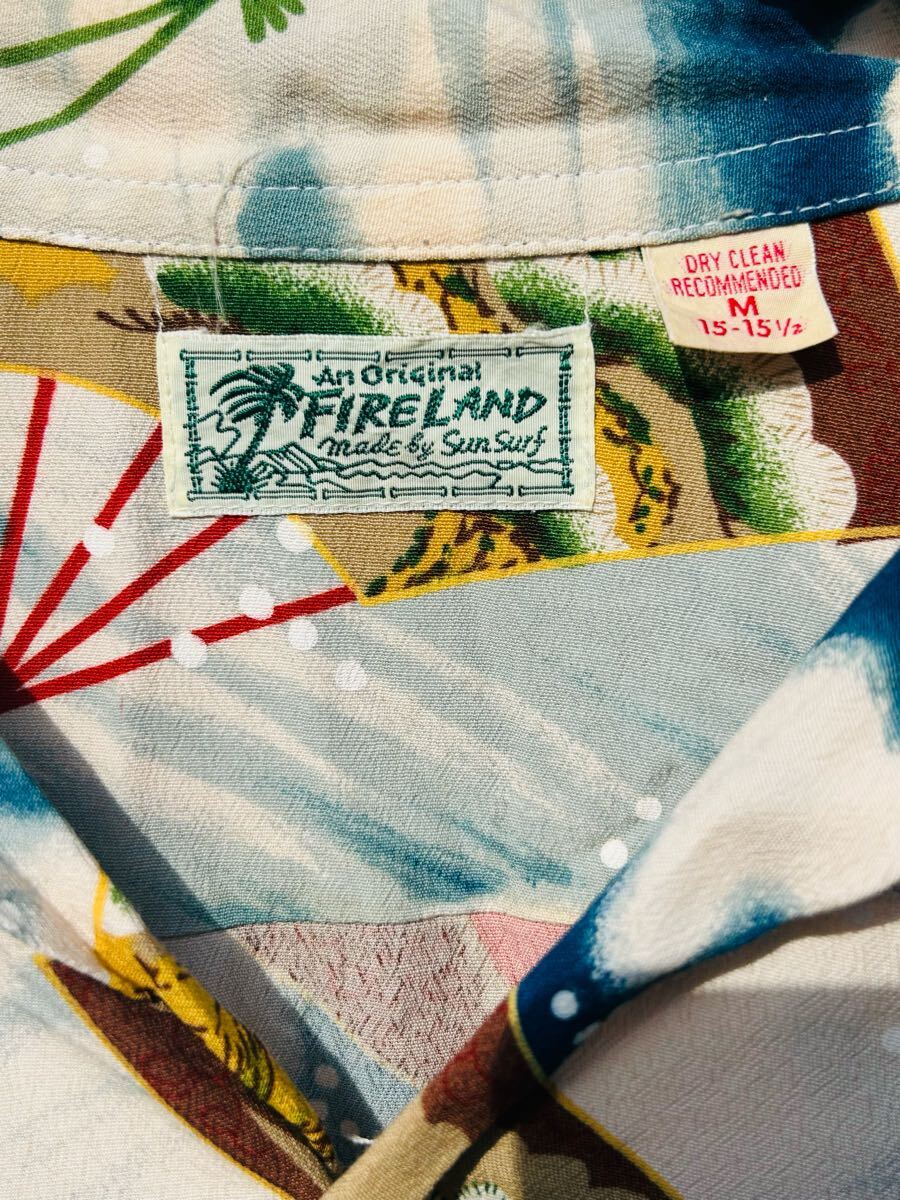 DRY CLEAN
RECOMMENDED
M
15-15½
An Original
FIRELAND
made by Sun Surf